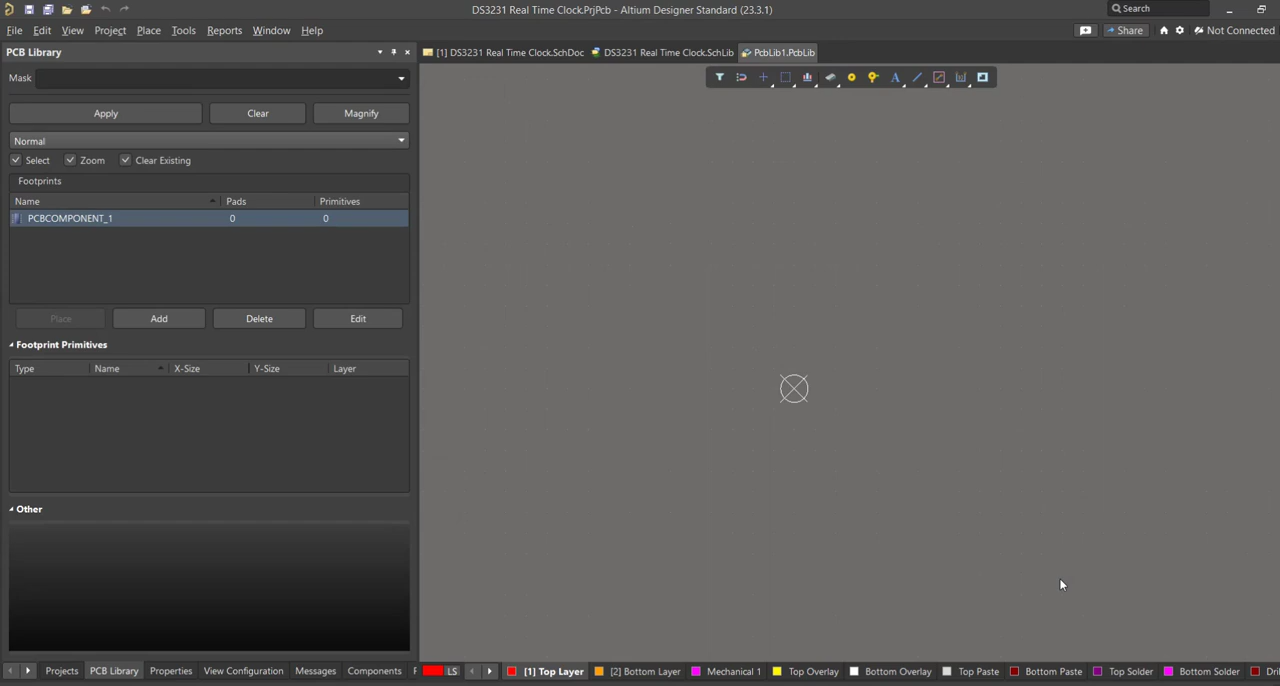 DS3231 Real Time Clock.PrjPcb - Altium Designer Standard (23.3.1)
Search
File Edit View Project Place Tools Reports Window Help
Share
Not Connected
PCB Library
[1] DS3231 Real Time Clock.SchDoc
DS3231 Real Time Clock.SchLib
PcbLib1.PcbLib
Mask
Apply Clear Magnify
Normal
Select Zoom Clear Existing
Footprints
Name Pads Primitives
PCBCOMPONENT_1 0 0
Place Add Delete Edit
Footprint Primitives
Type Name X-Size Y-Size Layer
Other
Projects PCB Library Properties View Configuration Messages Components
LS [1] Top Layer [2] Bottom Layer Mechanical 1 Top Overlay Bottom Overlay Top Paste Bottom Paste Top Solder Bottom Solder